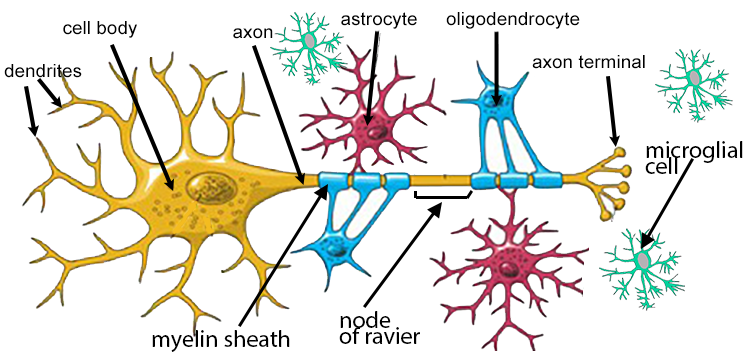 dendrites
cell body
axon
astrocyte
oligodendrocyte
axon terminal
microglial
cell
myelin sheath
node
of ravier